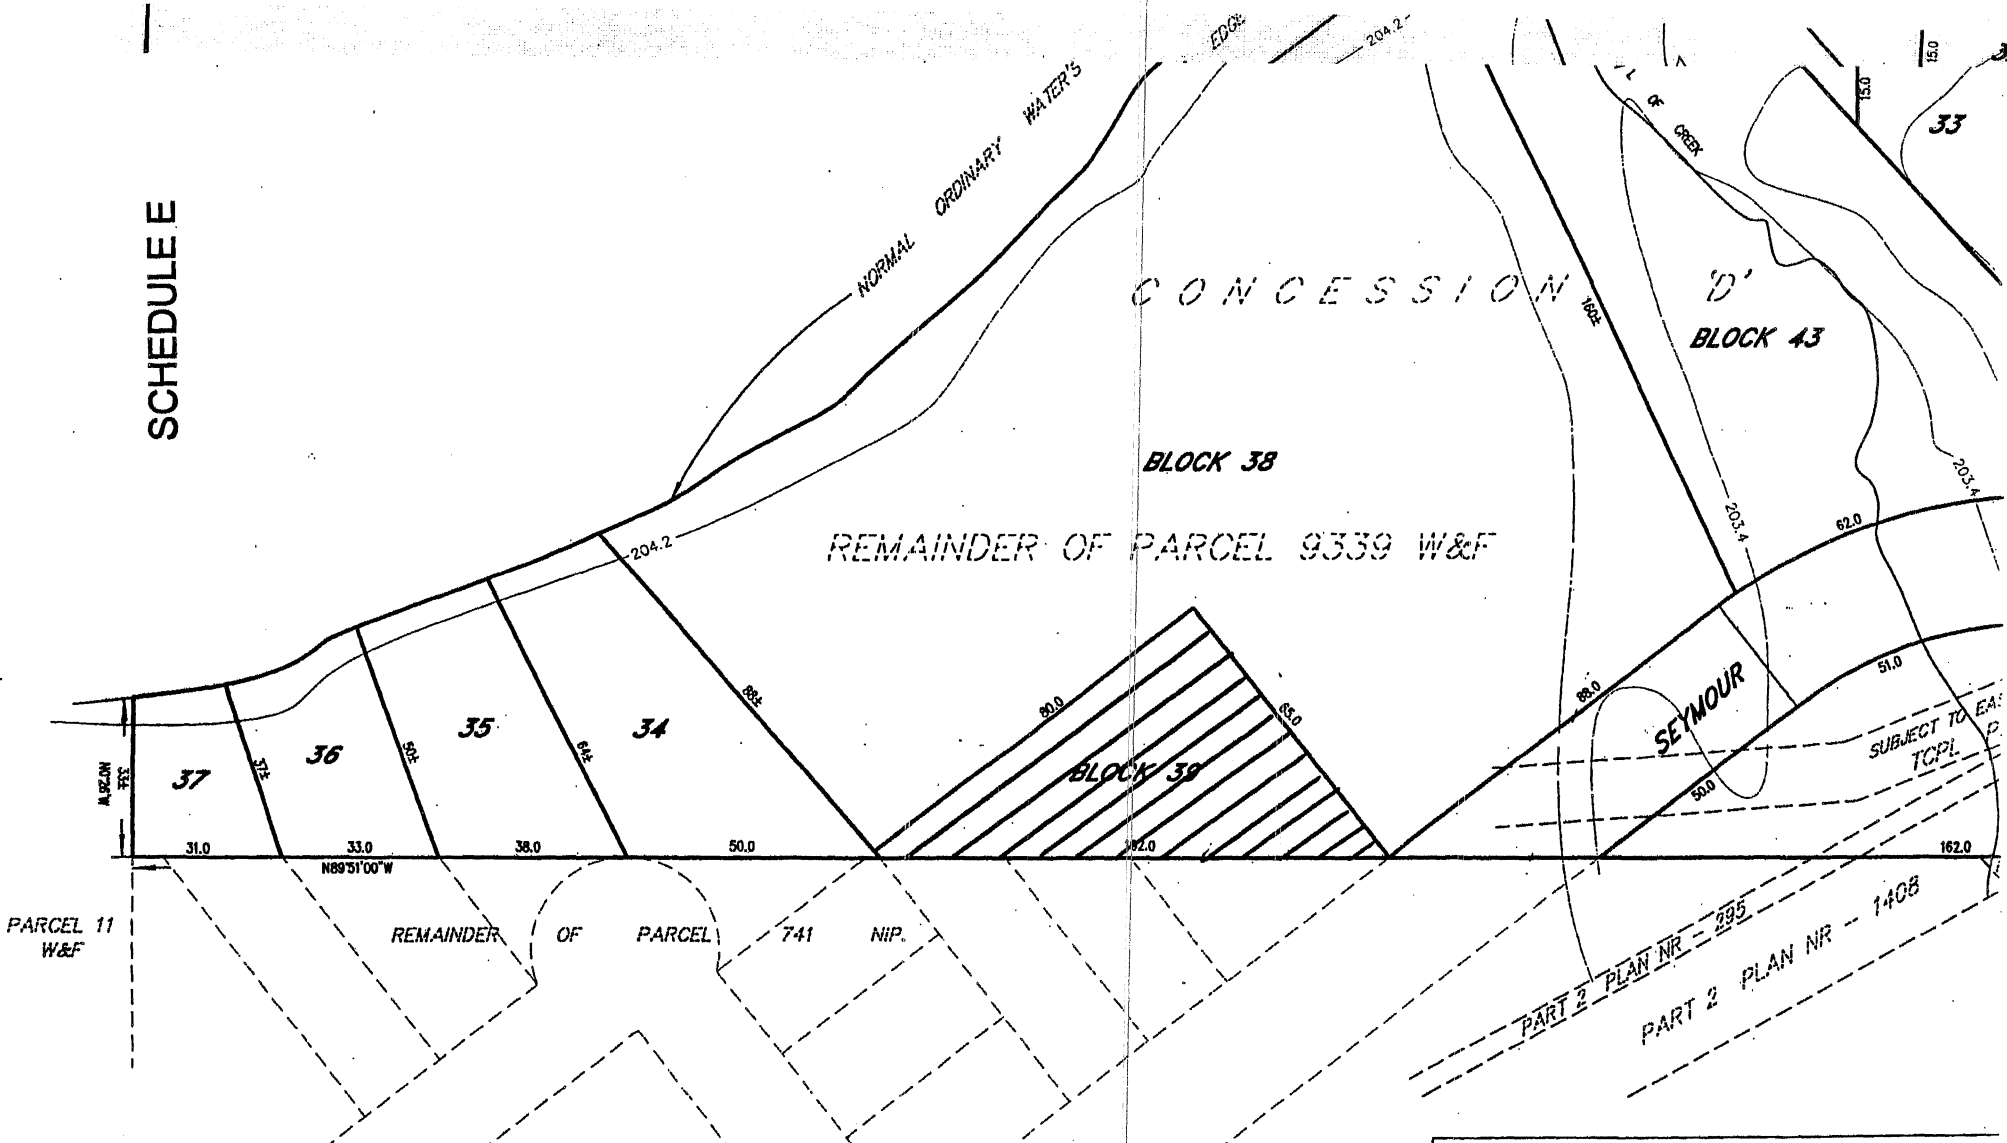 SCHEDULE E
EDGE
204.2
15.0
15.0
33
NORMAL ORDINARY WATER'S
OF CREEK
CONCESSION 'D'
160±
BLOCK 43
BLOCK 38
203.4
203.4
62.0
204.2
REMAINDER OF PARCEL 9339 W&F
88±
80.0
65.0
88.0
SEYMOUR
51.0
SUBJECT TO EAS
TCPL P
50.0
37
36
35
34
37±
50±
64±
BLOCK 39
N0'26'W
33±
31.0
33.0
38.0
50.0
162.0
N89'51'00"W
PARCEL 11
W&F
REMAINDER OF PARCEL 741 NIP.
PART 2 PLAN NR - 295
PART 2 PLAN NR - 1408